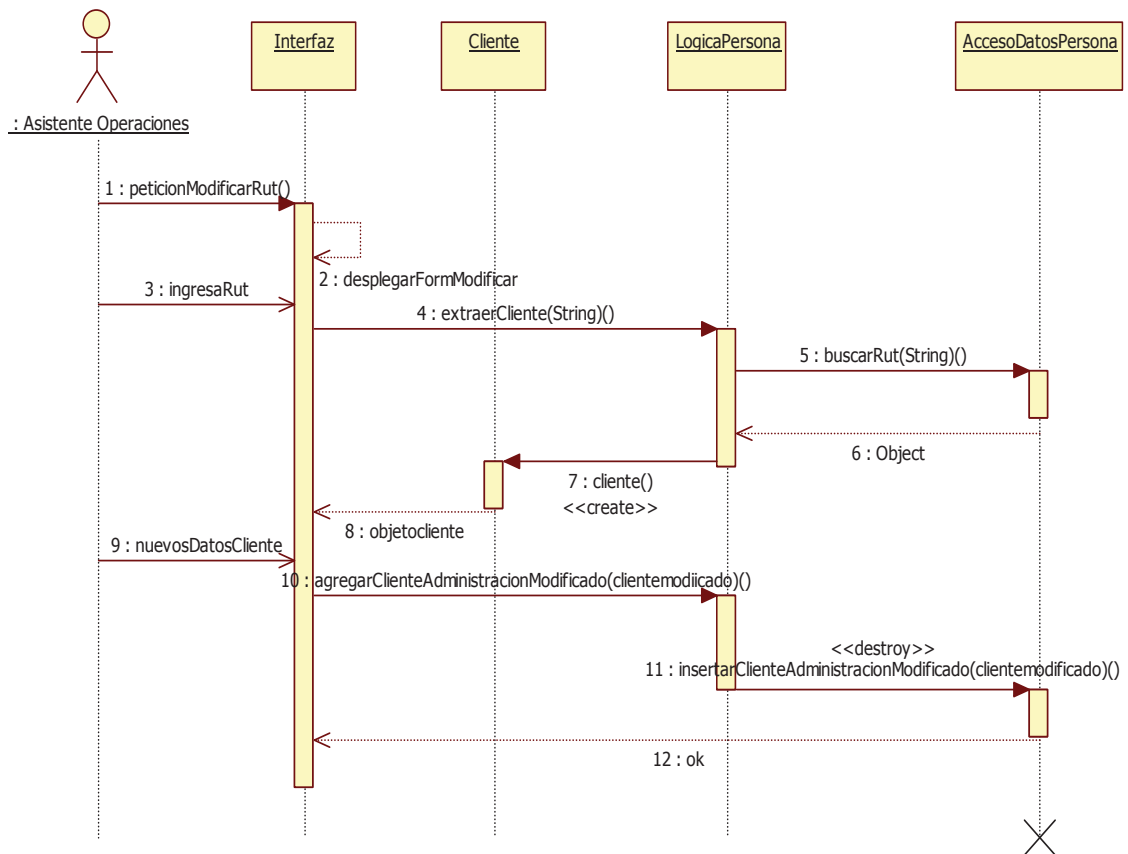 Interfaz
Cliente
LogicaPersona
AccesoDatosPersona
: Asistente Operaciones
1 : peticionModificarRut()
2 : desplegarFormModificar
3 : ingresaRut
4 : extraerCliente(String)()
5 : buscarRut(String)()
6 : Object
7 : cliente()
<<create>>
8 : objetocliente
9 : nuevosDatosCliente
10 : agregarClienteAdministracionModificado(clientemodiicado)()
<<destroy>>
11 : insertarClienteAdministracionModificado(clientemodificado)()
12 : ok